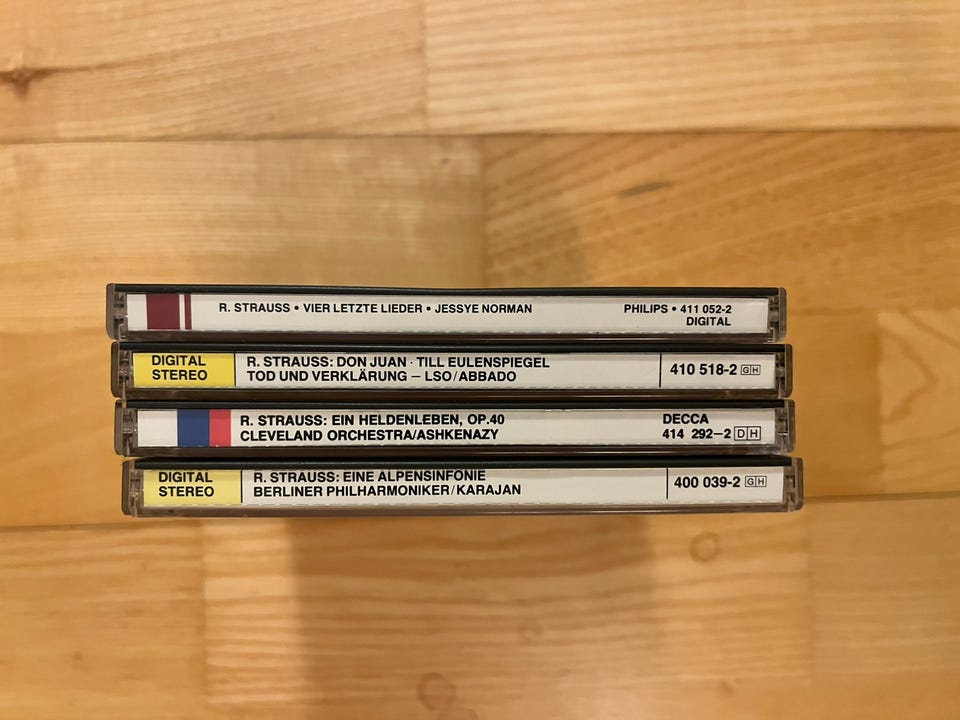 R. STRAUSS • VIER LETZTE LIEDER • JESSYE NORMAN
PHILIPS • 411 052-2
DIGITAL
DIGITAL
STEREO
R. STRAUSS: DON JUAN · TILL EULENSPIEGEL
TOD UND VERKLÄRUNG – LSO/ABBADO
410 518-2 GH
R. STRAUSS: EIN HELDENLEBEN, OP.40
CLEVELAND ORCHESTRA/ASHKENAZY
DECCA
414 292–2 DH
DIGITAL
STEREO
R. STRAUSS: EINE ALPENSINFONIE
BERLINER PHILHARMONIKER/KARAJAN
400 039-2 GH